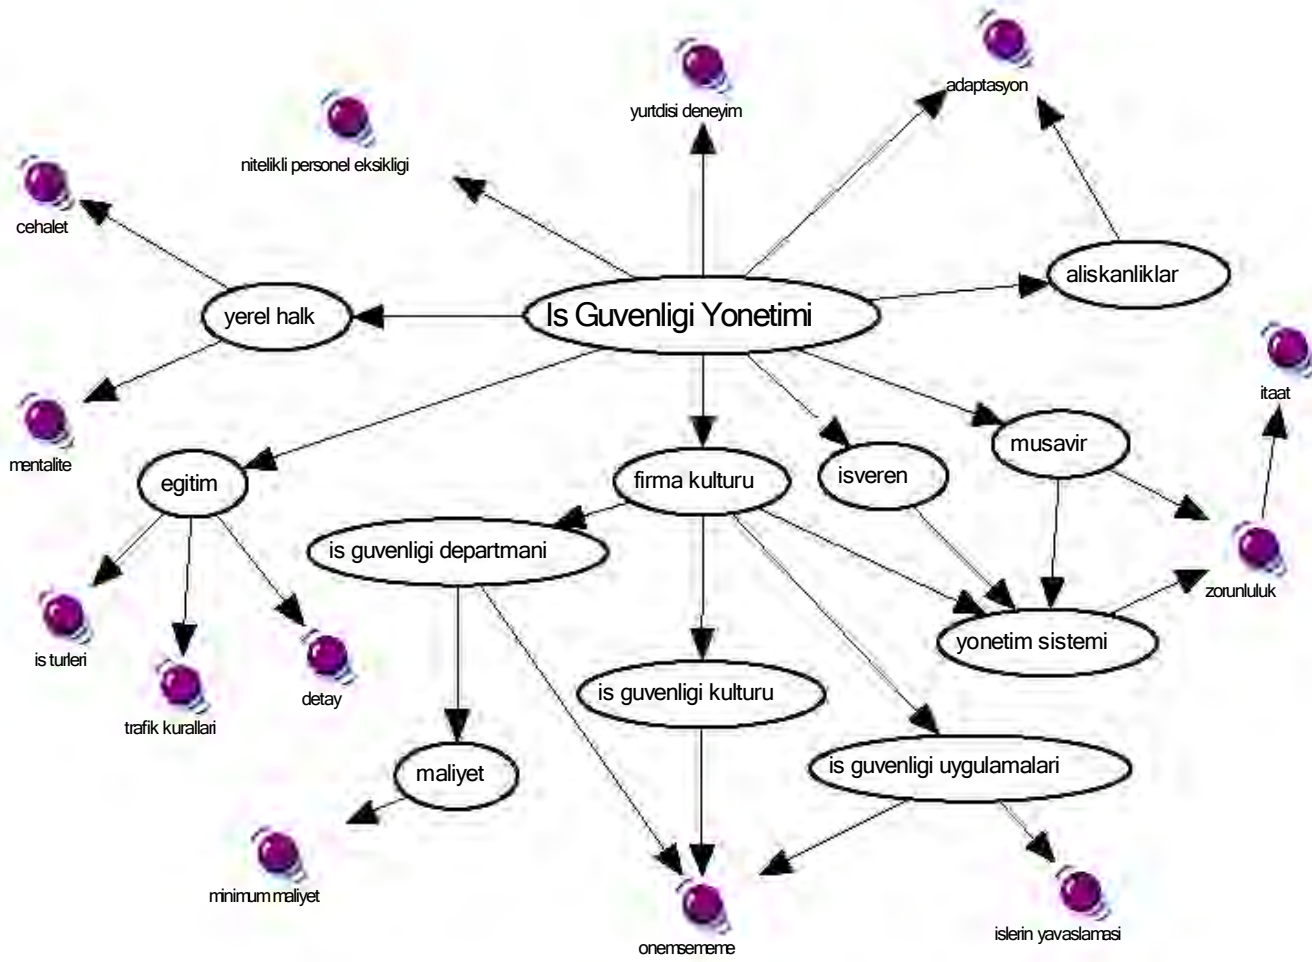 adaptasyon
yurtdisi deneyim
nitelikli personel eksikligi
cehalet
aliskanliklar
yerel halk
Is Guvenligi Yonetimi
itaat
mentalite
musavir
egitim
firma kulturu
isveren
is guvenligi departmani
zorunluluk
yonetim sistemi
is turleri
detay
is guvenligi kulturu
trafik kurallari
maliyet
is guvenligi uygulamalari
minimum maliyet
onemsememe
islerin yavaslamasi